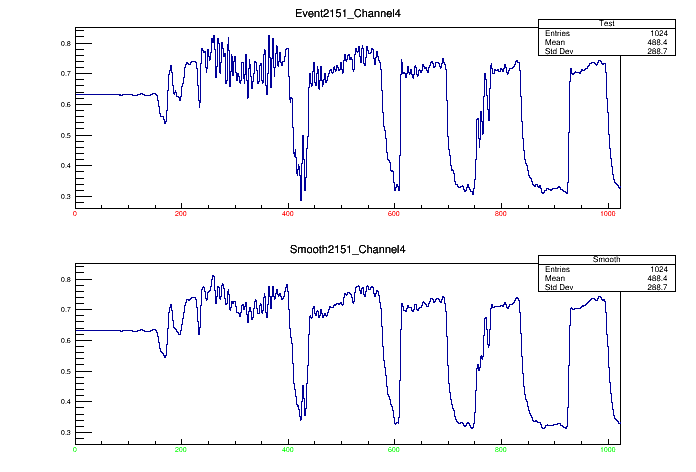 Event2151_Channel4
Test
Entries 1024
Mean 488.4
Std Dev 288.7
0.8
0.7
0.6
0.5
0.4
0.3
0 200 400 600 800 1000
Smooth2151_Channel4
Smooth
Entries 1024
Mean 488.4
Std Dev 288.7
0.8
0.7
0.6
0.5
0.4
0.3
0 200 400 600 800 1000